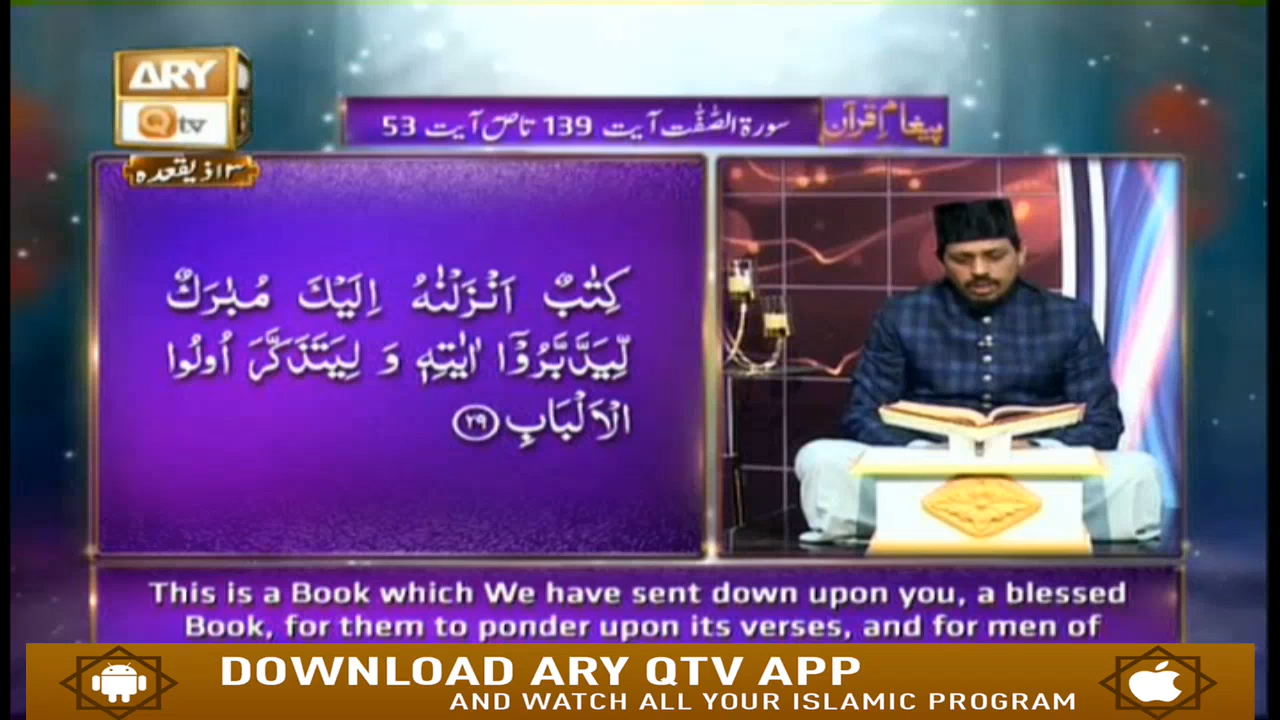 ARY
Qtv
پیغامِ قرآن
سورۃ الصّٰفّٰت آیت 139 تا صٓ آیت 53
۱۳ ذیقعدہ
كِتٰبٌ اَنْزَلْنٰهُ اِلَیْكَ مُبٰرَكٌ
لِّیَدَّبَّرُوْۤا اٰیٰتِهٖ وَ لِیَتَذَكَّرَ اُولُوا
الْاَلْبَابِ ﴿۲۹﴾
This is a Book which We have sent down upon you, a blessed
Book, for them to ponder upon its verses, and for men of
DOWNLOAD ARY QTV APP
AND WATCH ALL YOUR ISLAMIC PROGRAM